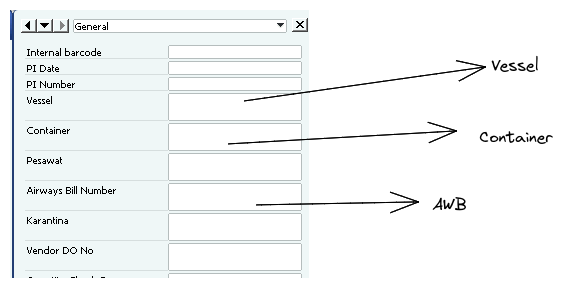 General
Internal barcode
PI Date
PI Number
Vessel
Vessel
Container
Container
Pesawat
Airways Bill Number
AWB
Karantina
Vendor DO No